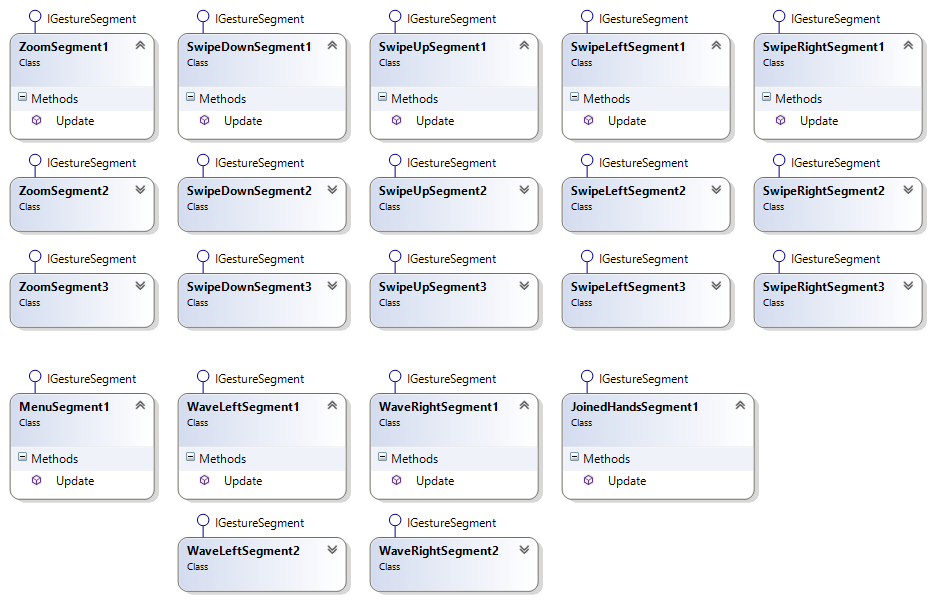 IGestureSegment IGestureSegment IGestureSegment IGestureSegment IGestureSegment
ZoomSegment1 SwipeDownSegment1 SwipeUpSegment1 SwipeLeftSegment1 SwipeRightSegment1
Class Class Class Class Class
Methods Methods Methods Methods Methods
Update Update Update Update Update
IGestureSegment IGestureSegment IGestureSegment IGestureSegment IGestureSegment
ZoomSegment2 SwipeDownSegment2 SwipeUpSegment2 SwipeLeftSegment2 SwipeRightSegment2
Class Class Class Class Class
IGestureSegment IGestureSegment IGestureSegment IGestureSegment IGestureSegment
ZoomSegment3 SwipeDownSegment3 SwipeUpSegment3 SwipeLeftSegment3 SwipeRightSegment3
Class Class Class Class Class
IGestureSegment IGestureSegment IGestureSegment IGestureSegment
MenuSegment1 WaveLeftSegment1 WaveRightSegment1 JoinedHandsSegment1
Class Class Class Class
Methods Methods Methods Methods
Update Update Update Update
IGestureSegment IGestureSegment
WaveLeftSegment2 WaveRightSegment2
Class Class